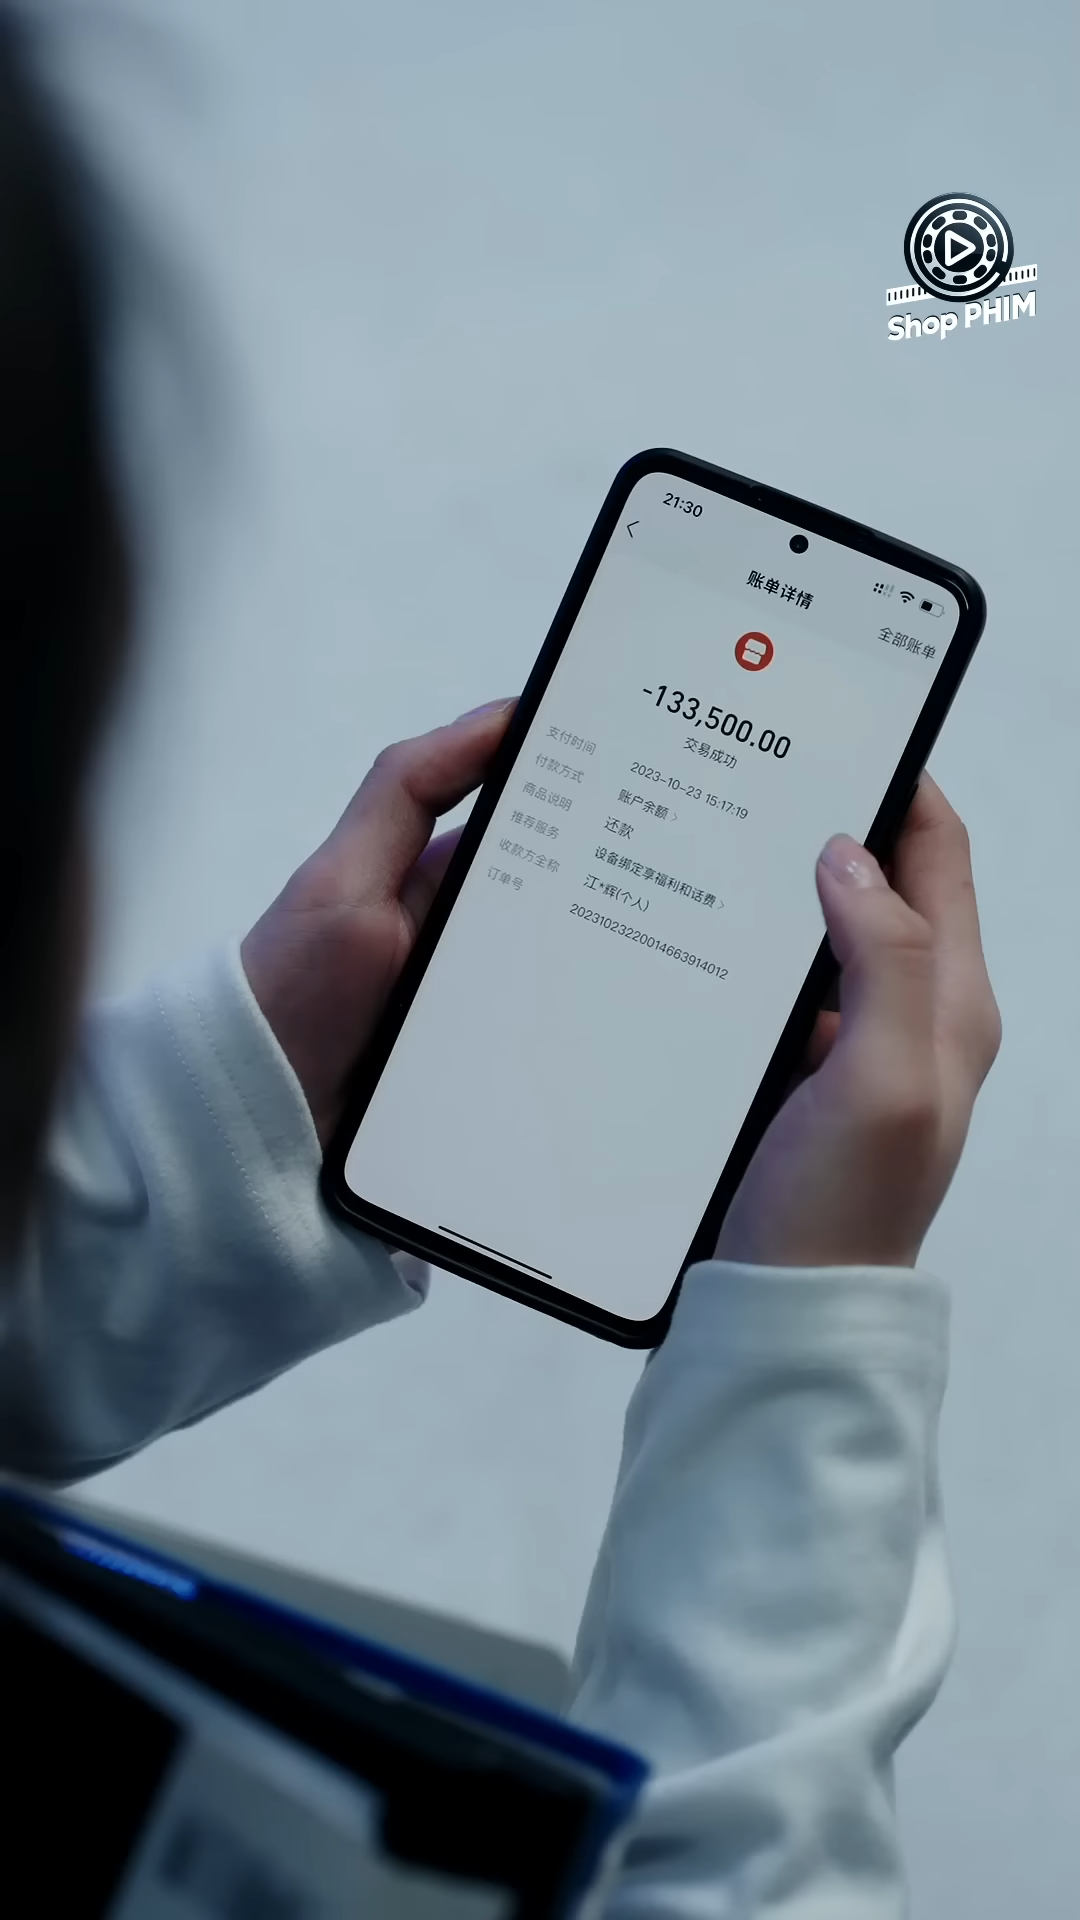 Shop PHIM
21:30
账单详情
全部账单
-133,500.00
交易成功
支付时间 2023-10-23 15:17:19
付款方式 账户余额
商品说明 还款
推荐服务 设备绑定享福利和话费
收款方全称 江*辉(个人)
订单号 20231023220014663914012